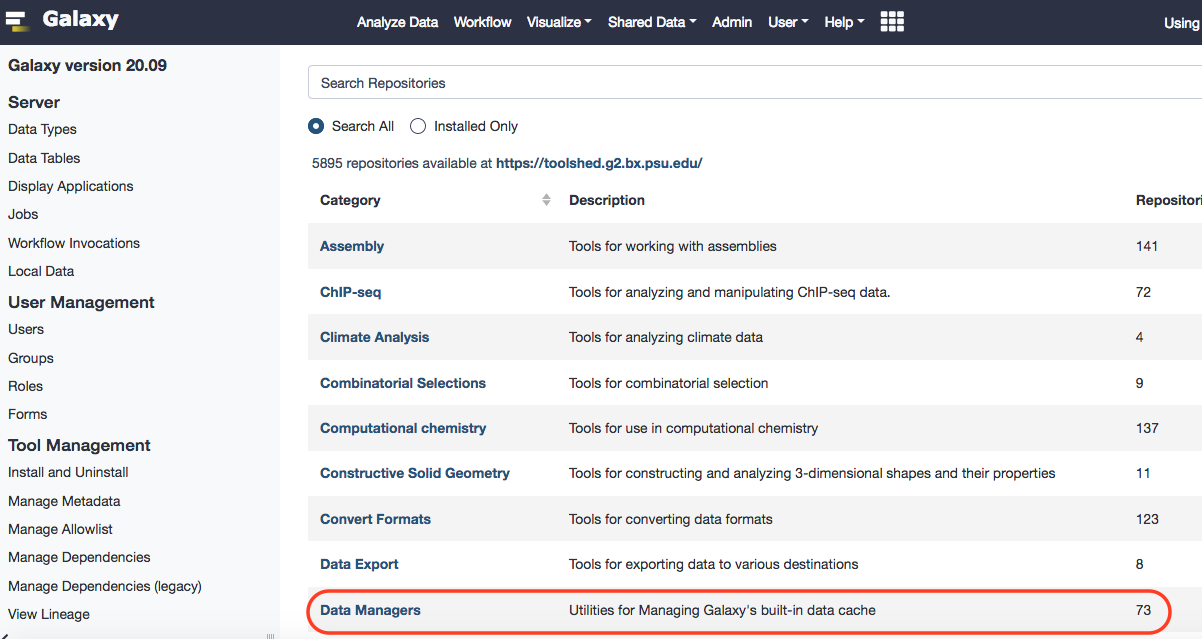 Galaxy Analyze Data Workflow Visualize Shared Data Admin User Help Using
Galaxy version 20.09
Server
Data Types
Data Tables
Display Applications
Jobs
Workflow Invocations
Local Data
User Management
Users
Groups
Roles
Forms
Tool Management
Install and Uninstall
Manage Metadata
Manage Allowlist
Manage Dependencies
Manage Dependencies (legacy)
View Lineage
Search Repositories
Search All Installed Only
5895 repositories available at https://toolshed.g2.bx.psu.edu/
Category Description Repositori
Assembly Tools for working with assemblies 141
ChIP-seq Tools for analyzing and manipulating ChIP-seq data. 72
Climate Analysis Tools for analyzing climate data 4
Combinatorial Selections Tools for combinatorial selection 9
Computational chemistry Tools for use in computational chemistry 137
Constructive Solid Geometry Tools for constructing and analyzing 3-dimensional shapes and their properties 11
Convert Formats Tools for converting data formats 123
Data Export Tools for exporting data to various destinations 8
Data Managers Utilities for Managing Galaxy's built-in data cache 73